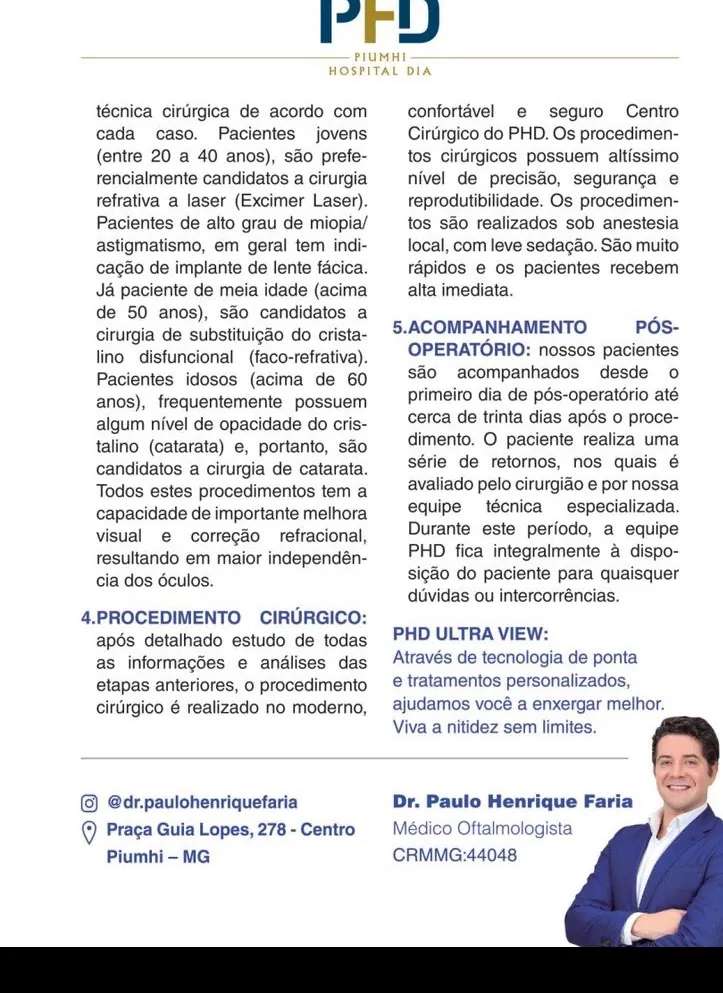 PHD
PIUMHI
HOSPITAL DIA
técnica cirúrgica de acordo com
cada caso. Pacientes jovens
(entre 20 a 40 anos), são prefe-
rencialmente candidatos a cirurgia
refrativa a laser (Excimer Laser).
Pacientes de alto grau de miopia/
astigmatismo, em geral tem indi-
cação de implante de lente fácica.
Já paciente de meia idade (acima
de 50 anos), são candidatos a
cirurgia de substituição do crista-
lino disfuncional (faco-refrativa).
Pacientes idosos (acima de 60
anos), frequentemente possuem
algum nível de opacidade do cris-
talino (catarata) e, portanto, são
candidatos a cirurgia de catarata.
Todos estes procedimentos tem a
capacidade de importante melhora
visual e correção refracional,
resultando em maior independên-
cia dos óculos.
4.PROCEDIMENTO CIRÚRGICO:
após detalhado estudo de todas
as informações e análises das
etapas anteriores, o procedimento
cirúrgico é realizado no moderno,
confortável e seguro Centro
Cirúrgico do PHD. Os procedimen-
tos cirúrgicos possuem altíssimo
nível de precisão, segurança e
reprodutibilidade. Os procedimen-
tos são realizados sob anestesia
local, com leve sedação. São muito
rápidos e os pacientes recebem
alta imediata.
5.ACOMPANHAMENTO PÓS-
OPERATÓRIO: nossos pacientes
são acompanhados desde o
primeiro dia de pós-operatório até
cerca de trinta dias após o proce-
dimento. O paciente realiza uma
série de retornos, nos quais é
avaliado pelo cirurgião e por nossa
equipe técnica especializada.
Durante este período, a equipe
PHD fica integralmente à dispo-
sição do paciente para quaisquer
dúvidas ou intercorrências.
PHD ULTRA VIEW:
Através de tecnologia de ponta
e tratamentos personalizados,
ajudamos você a enxergar melhor.
Viva a nitidez sem limites.
@dr.paulohenriquefaria
Praça Guia Lopes, 278 - Centro
Piumhi – MG
Dr. Paulo Henrique Faria
Médico Oftalmologista
CRMMG:44048